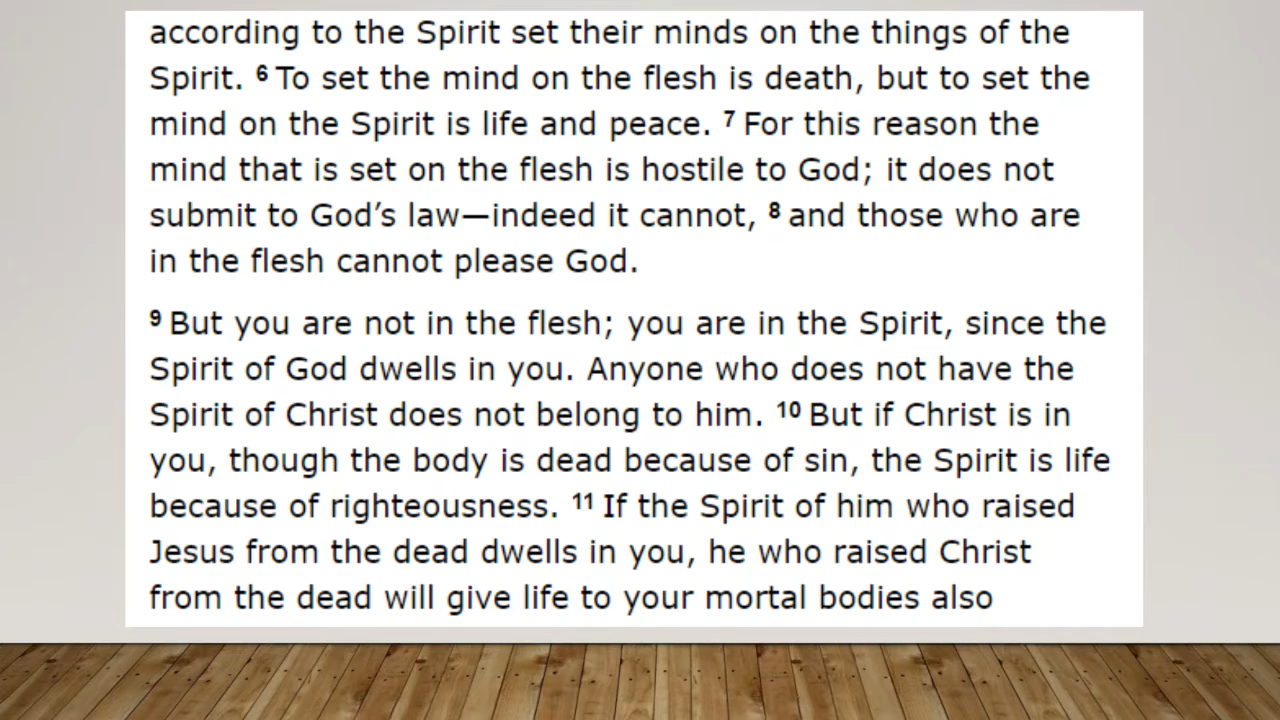 according to the Spirit set their minds on the things of the
Spirit. 6 To set the mind on the flesh is death, but to set the
mind on the Spirit is life and peace. 7 For this reason the
mind that is set on the flesh is hostile to God; it does not
submit to God’s law—indeed it cannot, 8 and those who are
in the flesh cannot please God.
9 But you are not in the flesh; you are in the Spirit, since the
Spirit of God dwells in you. Anyone who does not have the
Spirit of Christ does not belong to him. 10 But if Christ is in
you, though the body is dead because of sin, the Spirit is life
because of righteousness. 11 If the Spirit of him who raised
Jesus from the dead dwells in you, he who raised Christ
from the dead will give life to your mortal bodies also